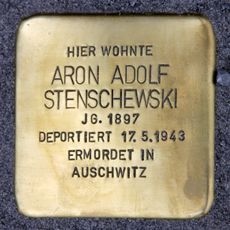 HIER WOHNTE
ARON ADOLF
STENSCHEWSKI
JG. 1897
DEPORTIERT 17.5.1943
ERMORDET IN
AUSCHWITZ